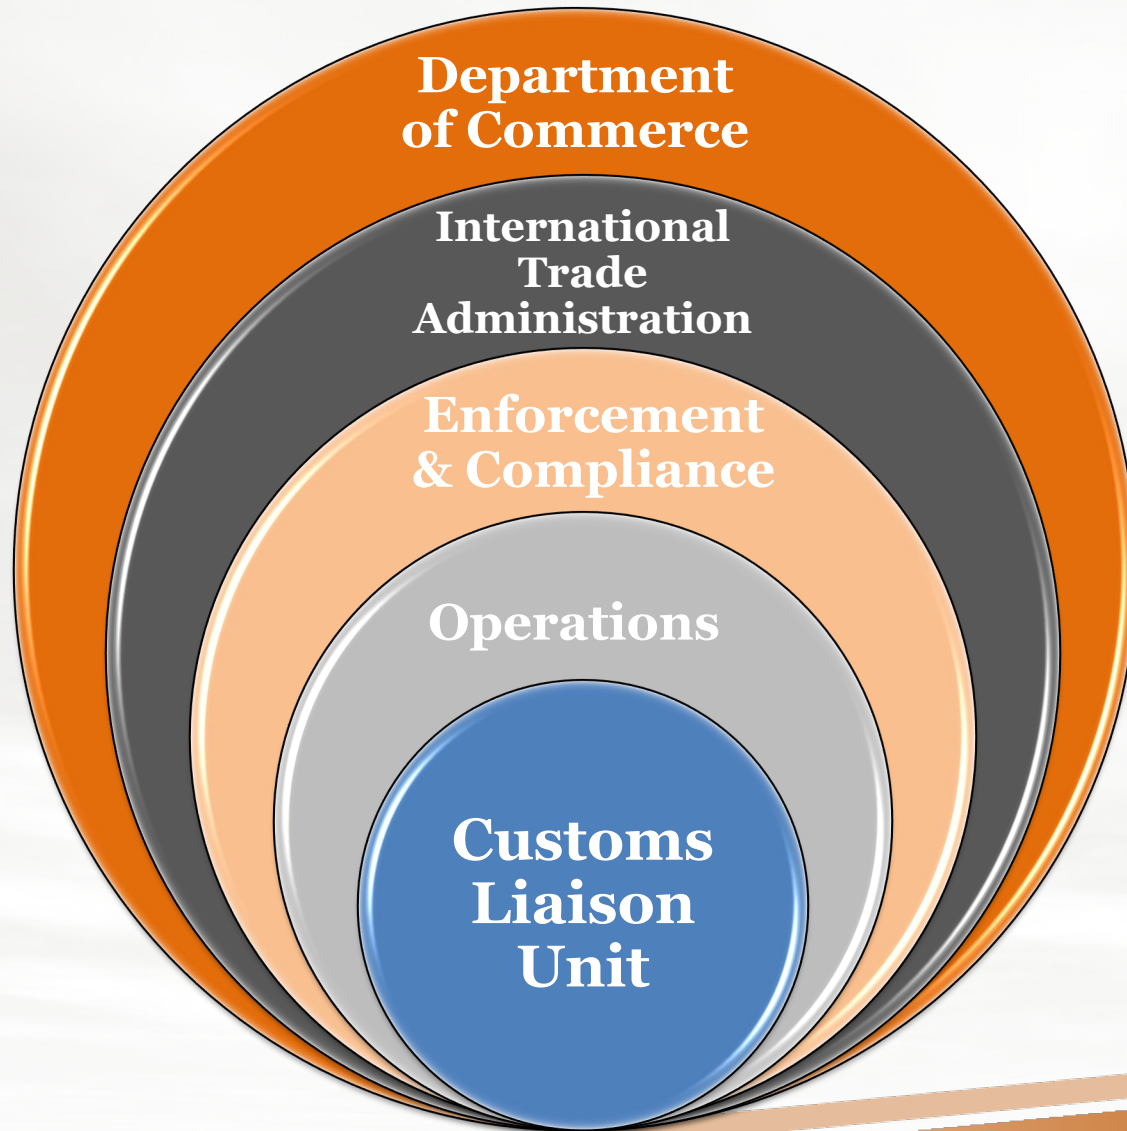 Department
of Commerce
International
Trade
Administration
Enforcement
& Compliance
Operations
Customs
Liaison
Unit